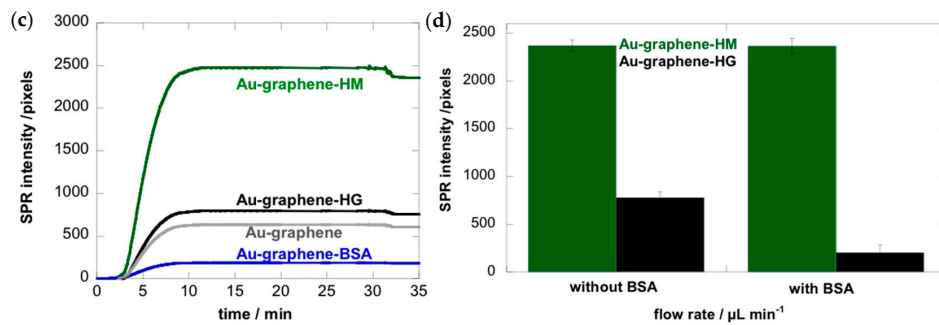 (c)
3000
2500
2000
1500
1000
500
0
SPR intensity /pixels
Au-graphene-HM
Au-graphene-HG
Au-graphene
Au-graphene-BSA
0 5 10 15 20 25 30 35
time / min
(d)
2500
2000
1500
1000
500
0
SPR intensity /pixels
Au-graphene-HM
Au-graphene-HG
without BSA with BSA
flow rate / µL min⁻¹